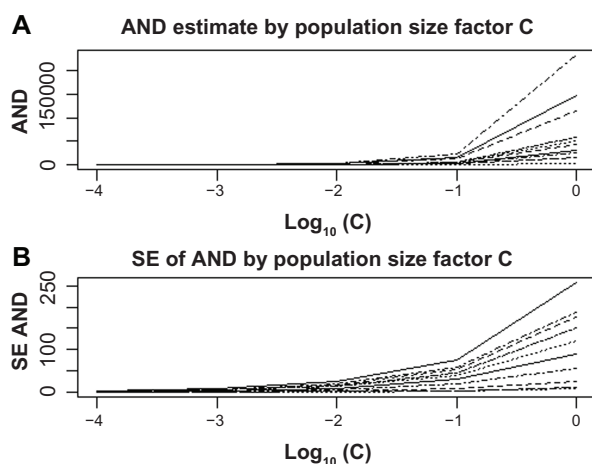 A AND estimate by population size factor C
AND
150000
0
−4 −3 −2 −1 0
Log10 (C)
B SE of AND by population size factor C
SE AND
250
100
0
−4 −3 −2 −1 0
Log10 (C)